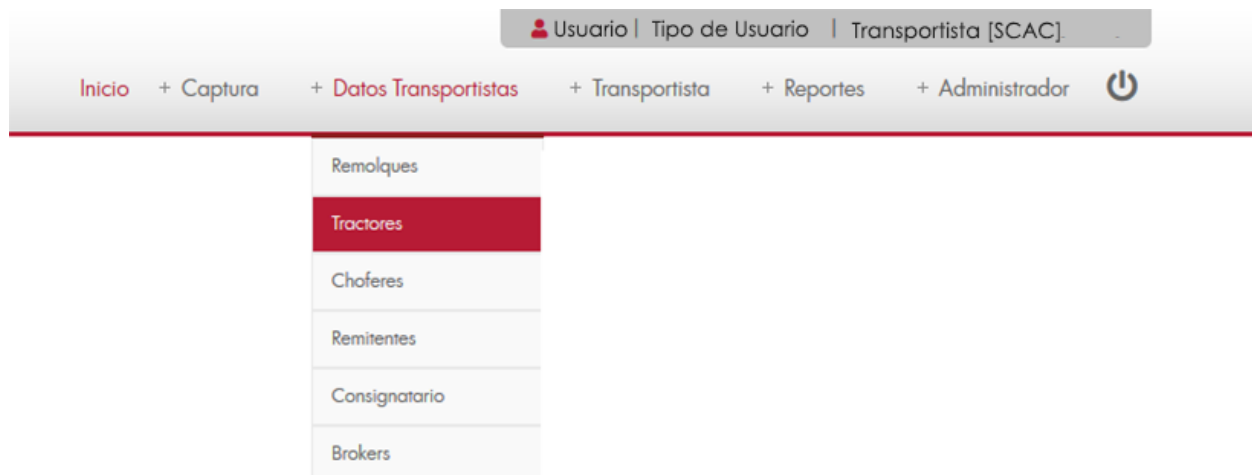 Usuario | Tipo de Usuario | Transportista [SCAC]
Inicio + Captura + Datos Transportistas + Transportista + Reportes + Administrador
Remolques
Tractores
Choferes
Remitentes
Consignatario
Brokers